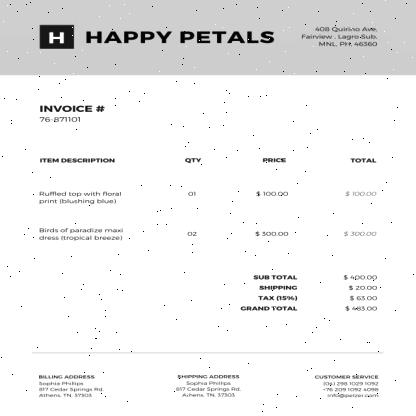 H HAPPY PETALS
408 Quirino Ave.
Fairview . Lagro Sub.
MNL, PH, 46360
INVOICE #
76-871101
ITEM DESCRIPTION QTY PRICE TOTAL
Ruffled top with floral
print (blushing blue) 01 $ 100.00 $ 100.00
Birds of paradize maxi
dress (tropical breeze) 02 $ 300.00 $ 300.00
SUB TOTAL $ 400.00
SHIPPING $ 20.00
TAX (15%) $ 63.00
GRAND TOTAL $ 483.00
BILLING ADDRESS
Sophia Phillips
817 Cedar Springs Rd.
Athens, TN, 37303
SHIPPING ADDRESS
Sophia Phillips
817 Cedar Springs Rd.
Athens, TN, 37303
CUSTOMER SERVICE
298 1029 1092
+76 209 1092 4098